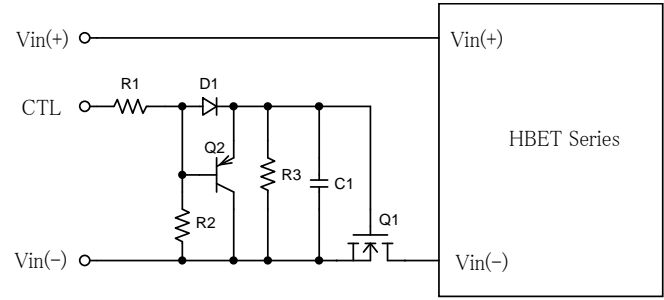 Vin(+)
Vin(+)
R1
D1
CTL
HBET Series
Q2
R3
C1
R2
Q1
Vin(−)
Vin(−)